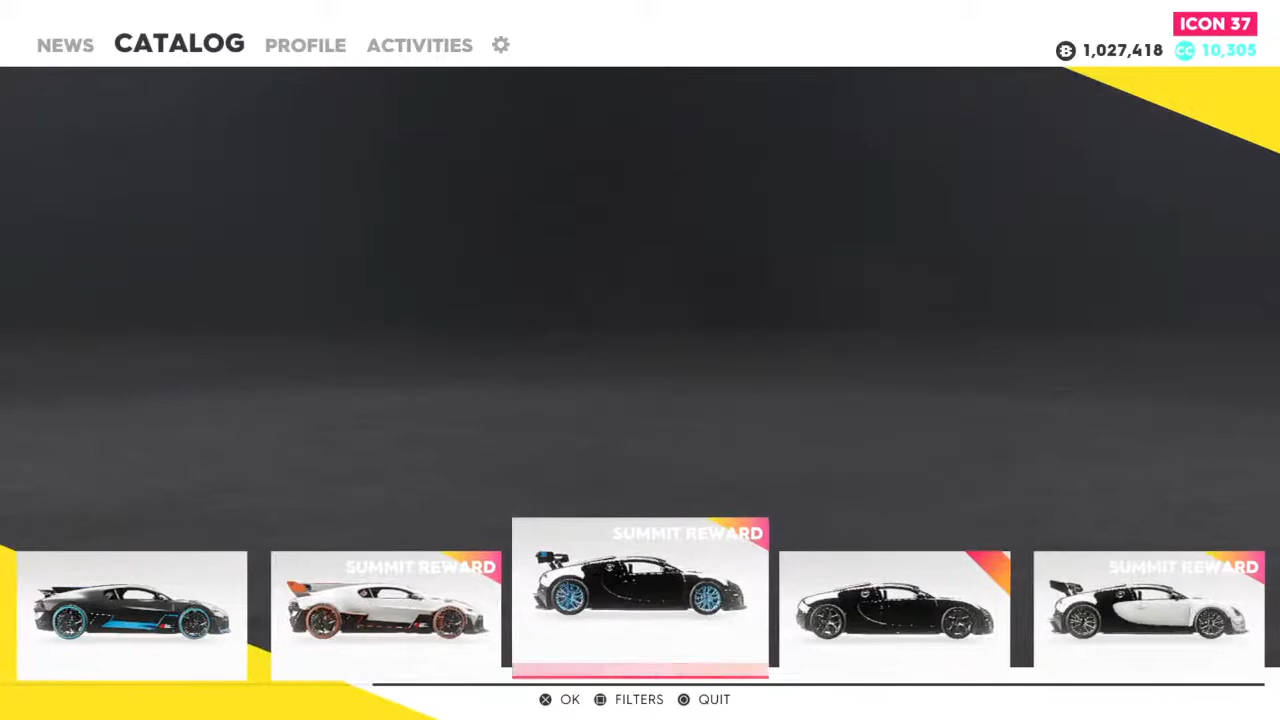 ICON 37
NEWS CATALOG PROFILE ACTIVITIES
1,027,418 CC 10,305
SUMMIT REWARD
SUMMIT REWARD
SUMMIT REWARD
OK FILTERS QUIT